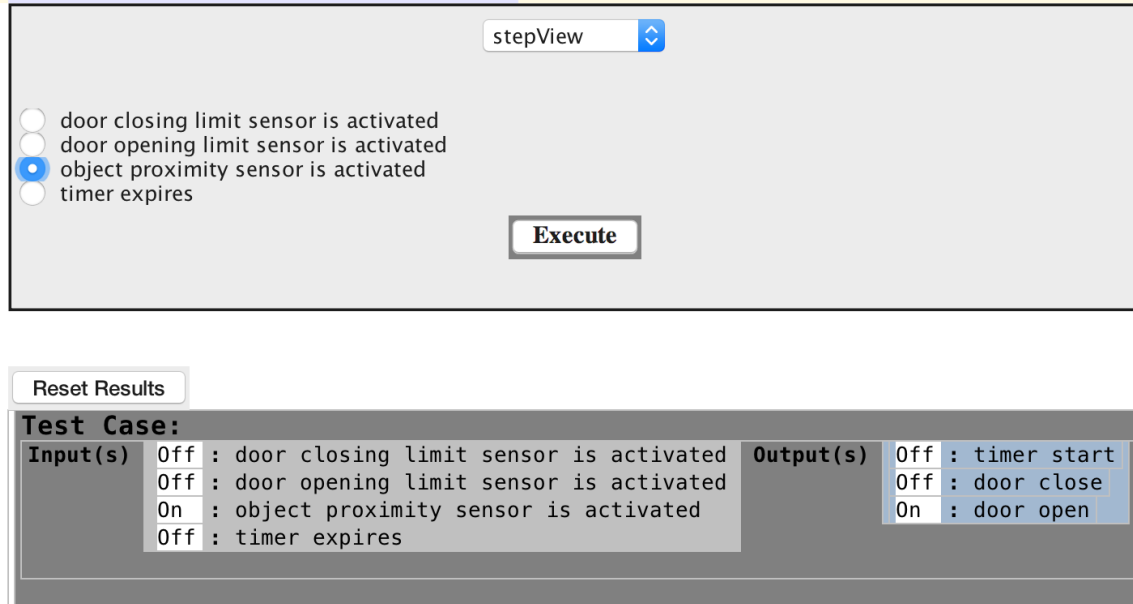 stepView
door closing limit sensor is activated
door opening limit sensor is activated
object proximity sensor is activated
timer expires
Execute
Reset Results
Test Case:
Input(s) Off : door closing limit sensor is activated Output(s) Off : timer start
Off : door opening limit sensor is activated Off : door close
On : object proximity sensor is activated On : door open
Off : timer expires